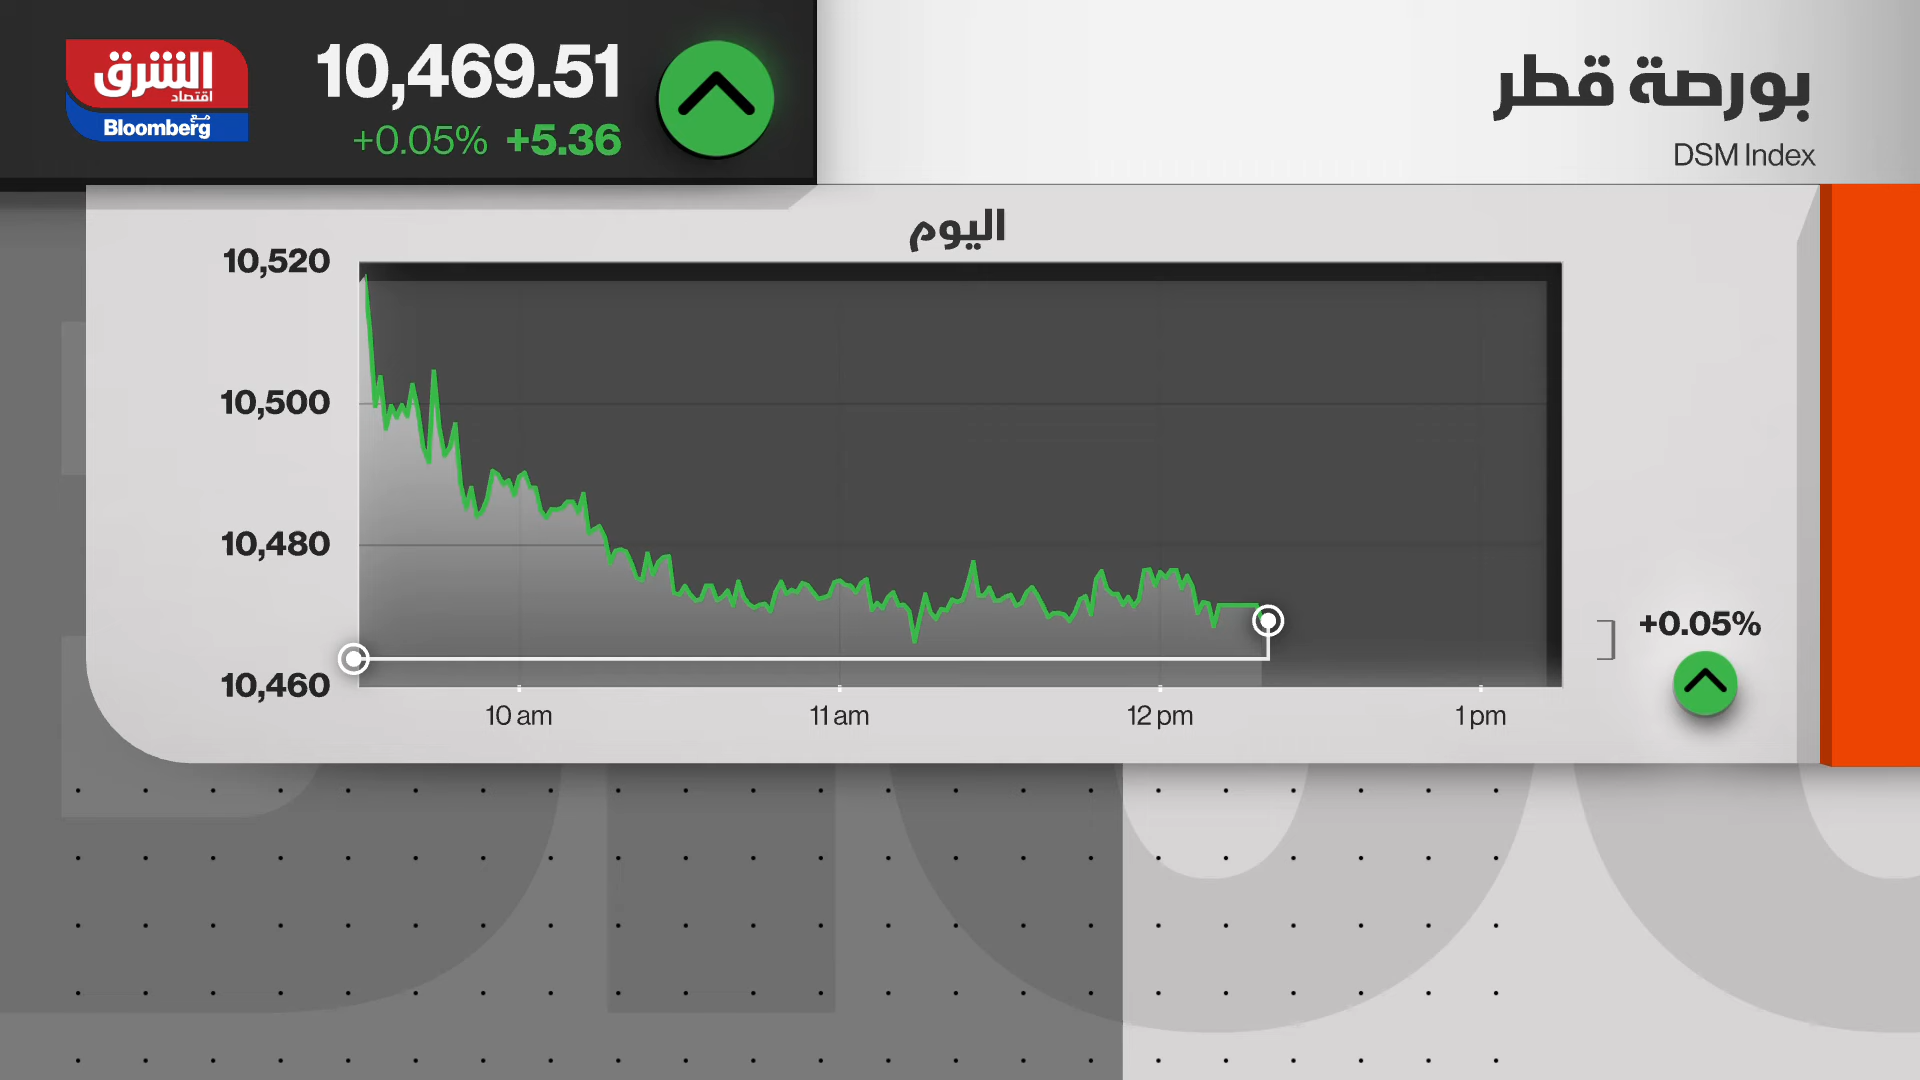 الشرق
اقتصاد
مع
Bloomberg
10,469.51
+0.05% +5.36
بورصة قطر
DSM Index
اليوم
10,520
10,500
10,480
10,460
10 am
11 am
12 pm
1 pm
+0.05%